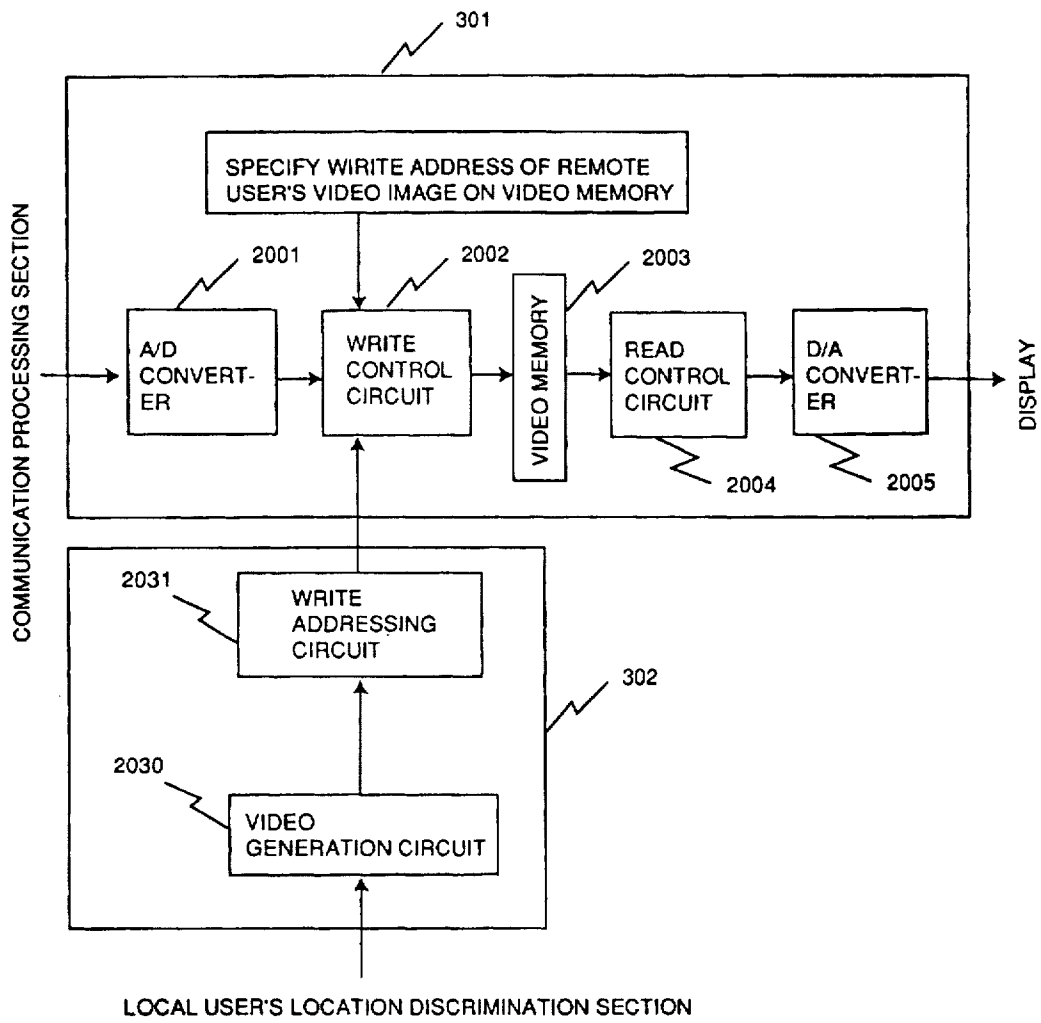 301
SPECIFY WIRITE ADDRESS OF REMOTE
USER'S VIDEO IMAGE ON VIDEO MEMORY
COMMUNICATION PROCESSING SECTION
2001
A/D
CONVERT-
ER
2002
WRITE
CONTROL
CIRCUIT
2003
VIDEO MEMORY
READ
CONTROL
CIRCUIT
2004
D/A
CONVERT-
ER
2005
DISPLAY
2031
WRITE
ADDRESSING
CIRCUIT
302
2030
VIDEO
GENERATION CIRCUIT
LOCAL USER'S LOCATION DISCRIMINATION SECTION